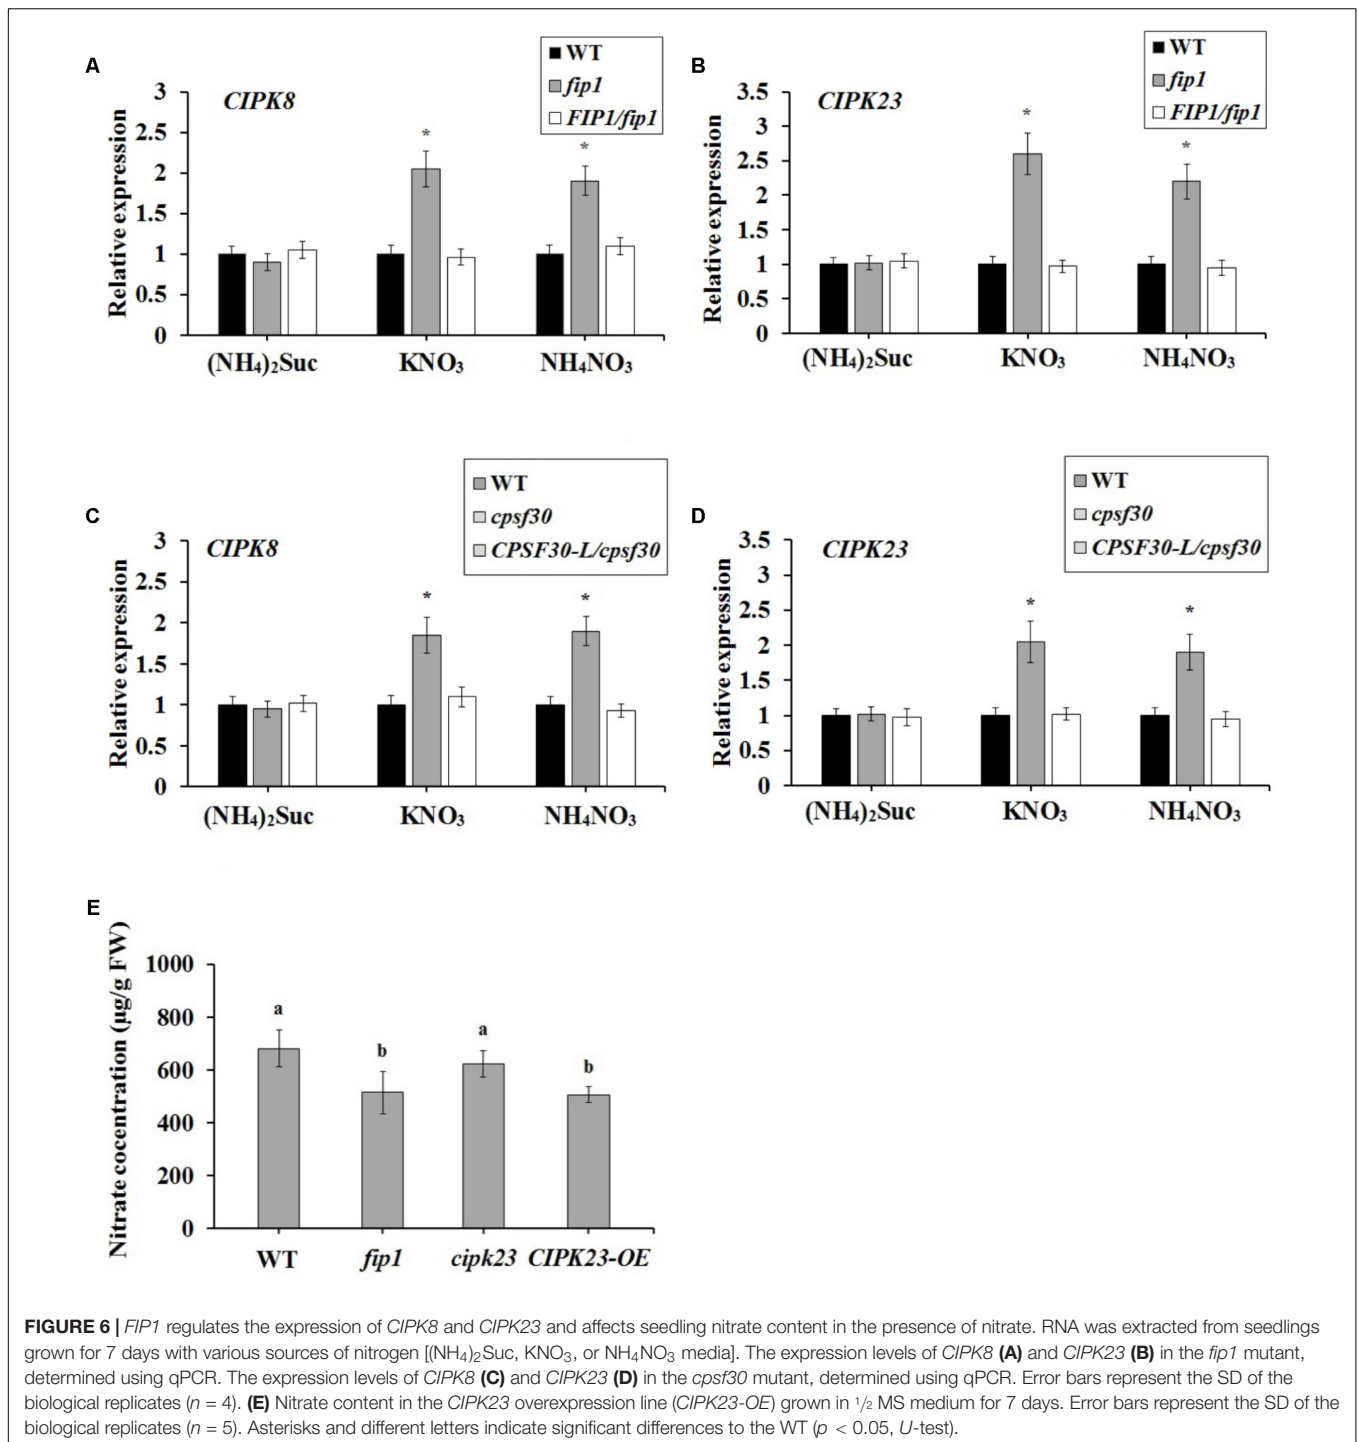 A
WT
fip1
FIP1/fip1
CIPK8
Relative expression
3
2.5
2
1.5
1
0.5
0
*
*
(NH₄)₂Suc KNO₃ NH₄NO₃
B
WT
fip1
FIP1/fip1
CIPK23
Relative expression
3.5
3
2.5
2
1.5
1
0.5
0
*
*
(NH₄)₂Suc KNO₃ NH₄NO₃
C
WT
cpsf30
CPSF30-L/cpsf30
CIPK8
Relative expression
3
2.5
2
1.5
1
0.5
0
*
*
(NH₄)₂Suc KNO₃ NH₄NO₃
D
WT
cpsf30
CPSF30-L/cpsf30
CIPK23
Relative expression
3.5
3
2.5
2
1.5
1
0.5
0
*
*
(NH₄)₂Suc KNO₃ NH₄NO₃
E
Nitrate cocentration (µg/g FW)
1000
800
600
400
200
0
a
b
a
b
WT fip1 cipk23 CIPK23-OE
FIGURE 6 | FIP1 regulates the expression of CIPK8 and CIPK23 and affects seedling nitrate content in the presence of nitrate. RNA was extracted from seedlings
grown for 7 days with various sources of nitrogen [(NH₄)₂Suc, KNO₃, or NH₄NO₃ media]. The expression levels of CIPK8 (A) and CIPK23 (B) in the fip1 mutant,
determined using qPCR. The expression levels of CIPK8 (C) and CIPK23 (D) in the cpsf30 mutant, determined using qPCR. Error bars represent the SD of the
biological replicates (n = 4). (E) Nitrate content in the CIPK23 overexpression line (CIPK23-OE) grown in 1/2 MS medium for 7 days. Error bars represent the SD of the
biological replicates (n = 5). Asterisks and different letters indicate significant differences to the WT (p < 0.05, U-test).